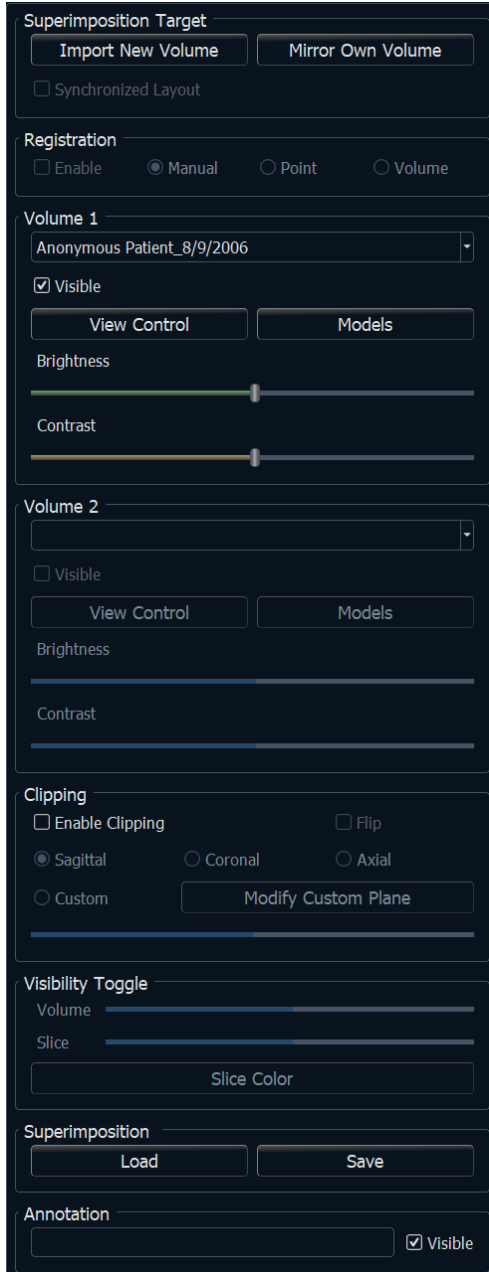 Superimposition Target
Import New Volume Mirror Own Volume
Synchronized Layout
Registration
Enable Manual Point Volume
Volume 1
Anonymous Patient_8/9/2006
Visible
View Control Models
Brightness
Contrast
Volume 2
Visible
View Control Models
Brightness
Contrast
Clipping
Enable Clipping Flip
Sagittal Coronal Axial
Custom Modify Custom Plane
Visibility Toggle
Volume
Slice
Slice Color
Superimposition
Load Save
Annotation
Visible